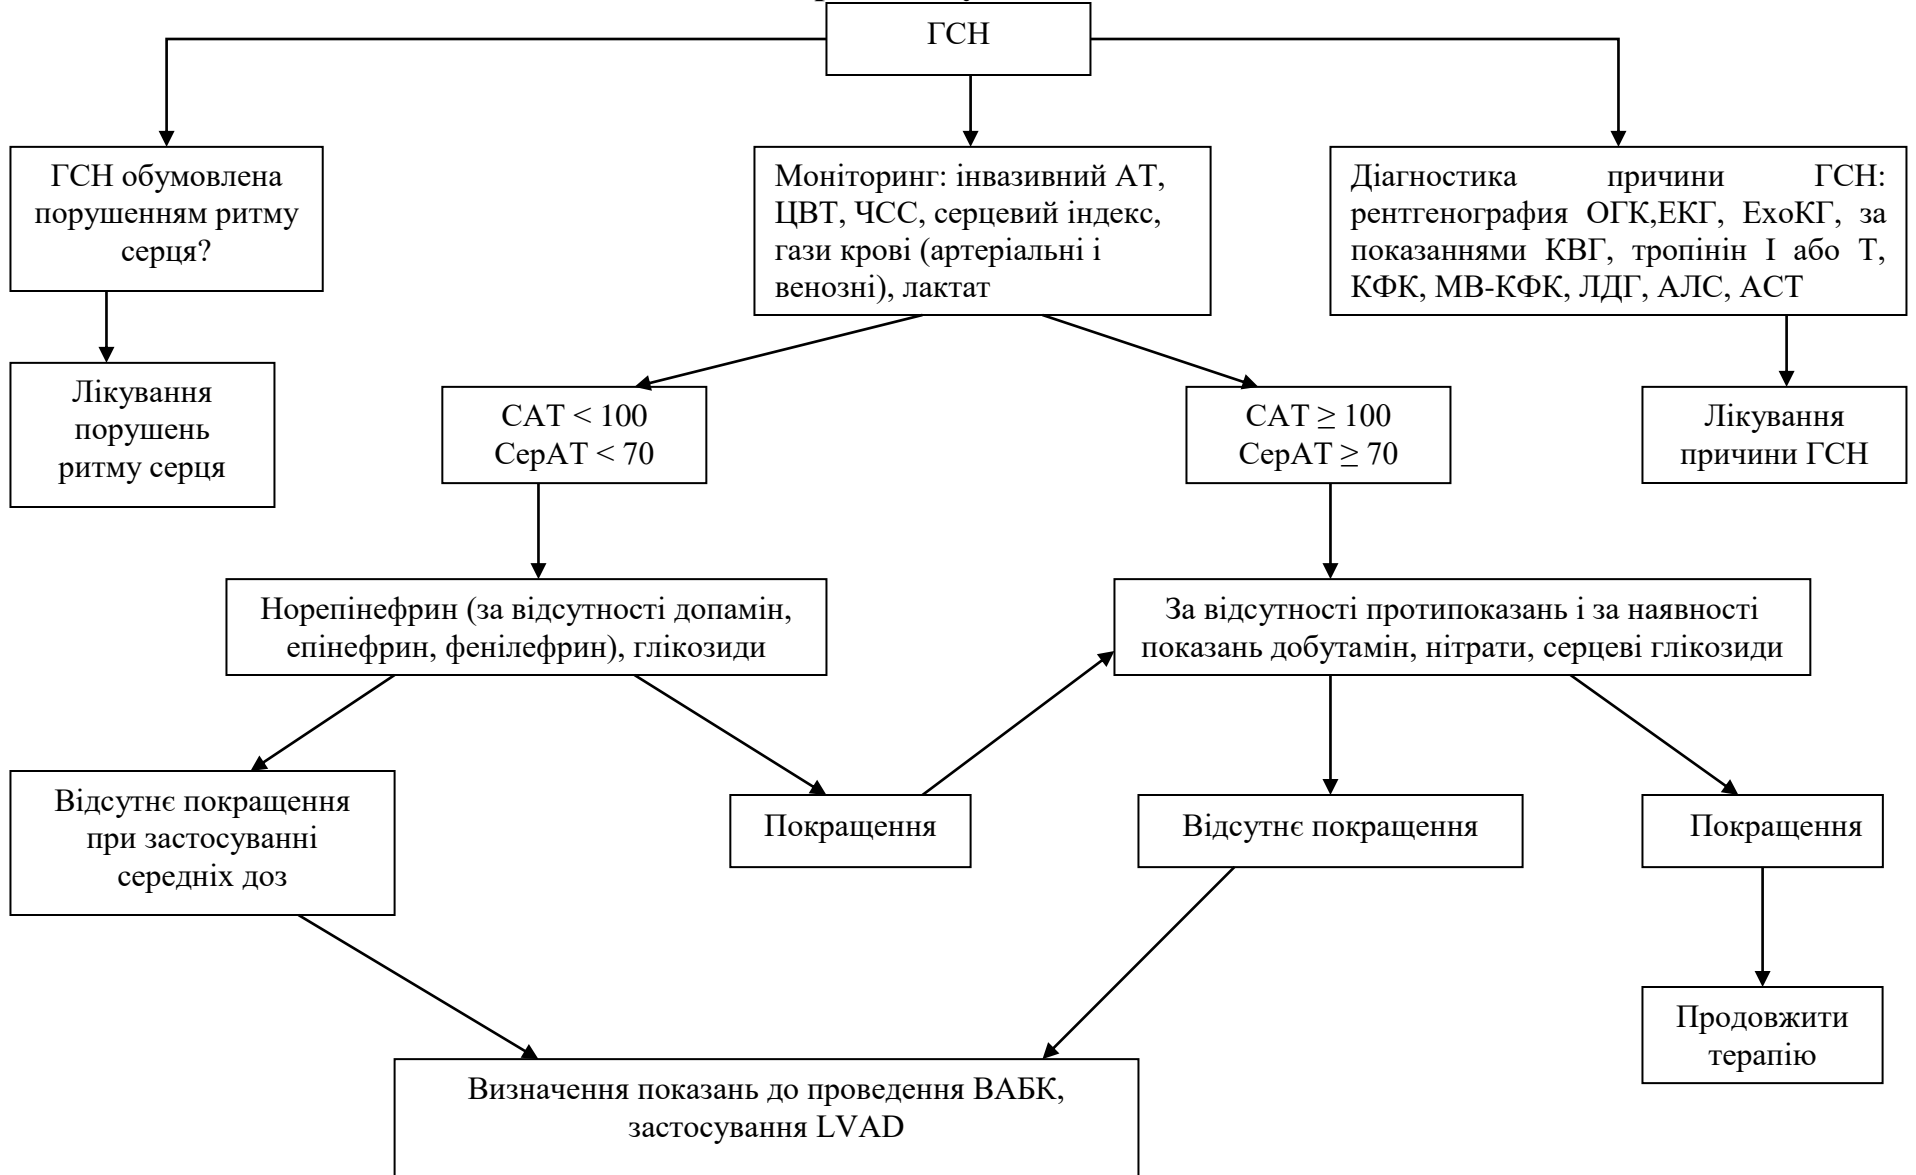 ГСН
ГСН обумовлена
порушенням ритму
серця?
Моніторинг: інвазивний АТ,
ЦВТ, ЧСС, серцевий індекс,
гази крові (артеріальні і
венозні), лактат
Діагностика причини ГСН:
рентгенография ОГК,ЕКГ, ЕхоКГ, за
показаннями КВГ, тропінін I або Т,
КФК, МВ-КФК, ЛДГ, АЛС, АСТ
Лікування
порушень
ритму серця
САТ < 100
СерАТ < 70
САТ ≥ 100
СерАТ ≥ 70
Лікування
причини ГСН
Норепінефрин (за відсутності допамін,
епінефрин, фенілефрин), глікозиди
За відсутності протипоказань і за наявності
показань добутамін, нітрати, серцеві глікозиди
Відсутнє покращення
при застосуванні
середніх доз
Покращення
Відсутнє покращення
Покращення
Продовжити
терапію
Визначення показань до проведення ВАБК,
застосування LVAD